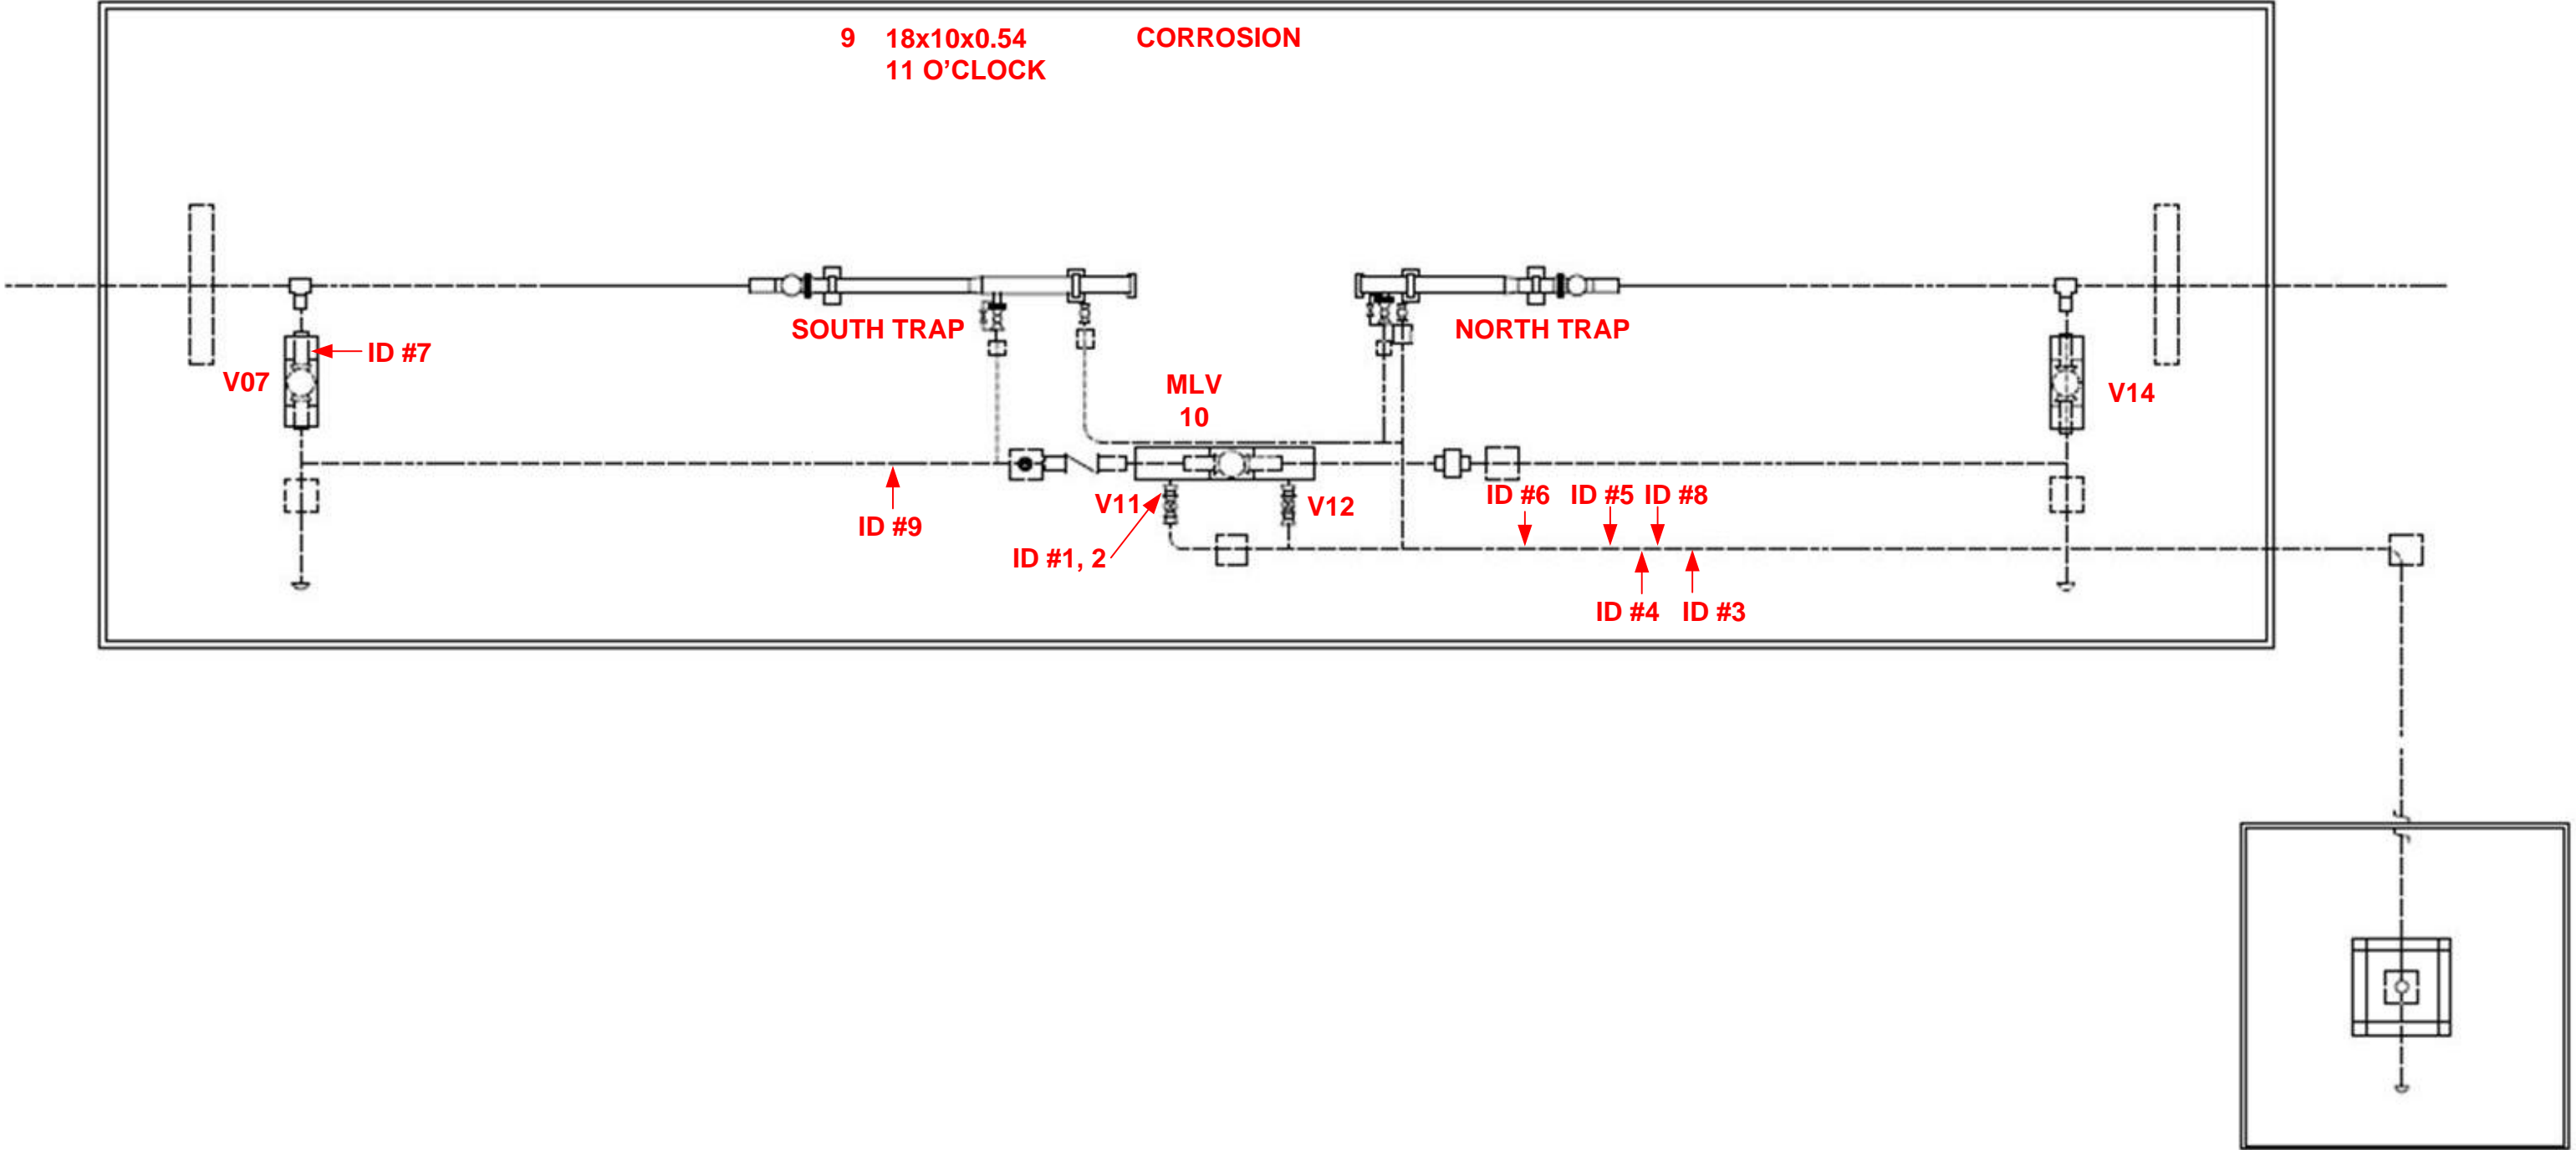 9 18x10x0.54 CORROSION
11 O'CLOCK
SOUTH TRAP
NORTH TRAP
ID #7
V07
MLV
10
V14
V11
V12
ID #6 ID #5 ID #8
ID #9
ID #1, 2
ID #4 ID #3